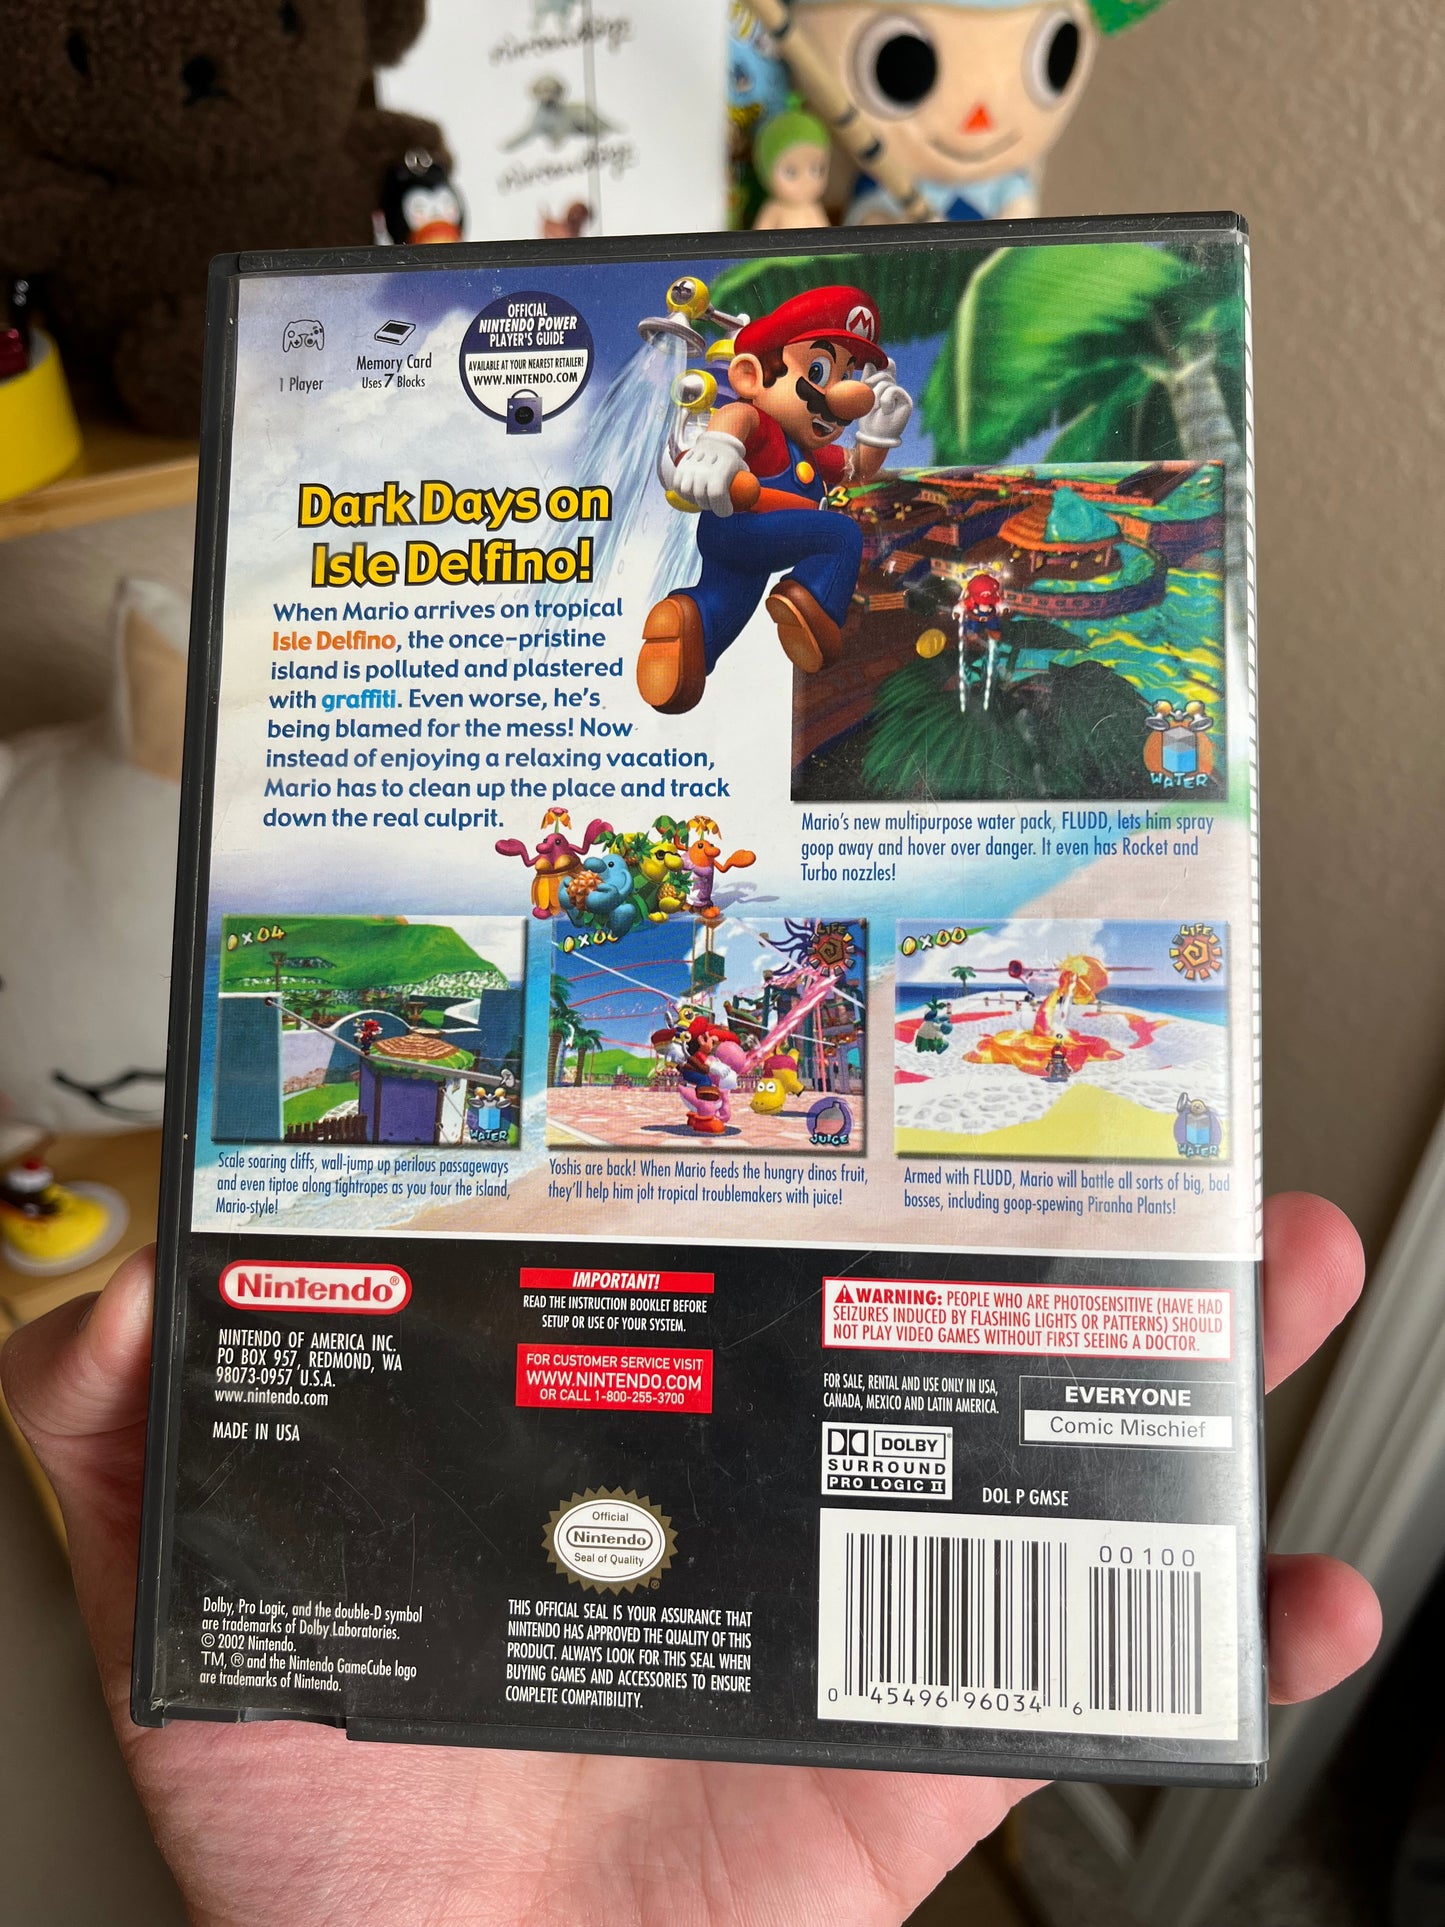 nintendogs
nintendogs
1 Player
Memory Card
Uses 7 Blocks
OFFICIAL
NINTENDO POWER
PLAYER'S GUIDE
AVAILABLE AT YOUR NEAREST RETAILER!
WWW.NINTENDO.COM
M
Dark Days on
Isle Delfino!
When Mario arrives on tropical
Isle Delfino, the once-pristine
island is polluted and plastered
with graffiti. Even worse, he's
being blamed for the mess! Now
instead of enjoying a relaxing vacation,
Mario has to clean up the place and track
down the real culprit.
WATER
Mario's new multipurpose water pack, FLUDD, lets him spray
goop away and hover over danger. It even has Rocket and
Turbo nozzles!
x04
WATER
Scale soaring cliffs, wall-jump up perilous passageways
and even tiptoe along tightropes as you tour the island,
Mario-style!
LIFE
JUICE
Yoshis are back! When Mario feeds the hungry dinos fruit,
they'll help him jolt tropical troublemakers with juice!
x00
LIFE
WATER
Armed with FLUDD, Mario will battle all sorts of big, bad
bosses, including goop-spewing Piranha Plants!
Nintendo®
NINTENDO OF AMERICA INC.
PO BOX 957, REDMOND, WA
98073-0957 U.S.A.
www.nintendo.com
MADE IN USA
IMPORTANT!
READ THE INSTRUCTION BOOKLET BEFORE
SETUP OR USE OF YOUR SYSTEM.
FOR CUSTOMER SERVICE VISIT
WWW.NINTENDO.COM
OR CALL 1-800-255-3700
WARNING: PEOPLE WHO ARE PHOTOSENSITIVE (HAVE HAD
SEIZURES INDUCED BY FLASHING LIGHTS OR PATTERNS) SHOULD
NOT PLAY VIDEO GAMES WITHOUT FIRST SEEING A DOCTOR.
FOR SALE, RENTAL AND USE ONLY IN USA,
CANADA, MEXICO AND LATIN AMERICA.
EVERYONE
Comic Mischief
DOLBY®
SURROUND
PRO LOGIC II
DOL P GMSE
Official
Nintendo
Seal of Quality
®
Dolby, Pro Logic, and the double-D symbol
are trademarks of Dolby Laboratories.
© 2002 Nintendo.
TM, ® and the Nintendo GameCube logo
are trademarks of Nintendo.
THIS OFFICIAL SEAL IS YOUR ASSURANCE THAT
NINTENDO HAS APPROVED THE QUALITY OF THIS
PRODUCT. ALWAYS LOOK FOR THIS SEAL WHEN
BUYING GAMES AND ACCESSORIES TO ENSURE
COMPLETE COMPATIBILITY.
00100
0 45496 96034 6